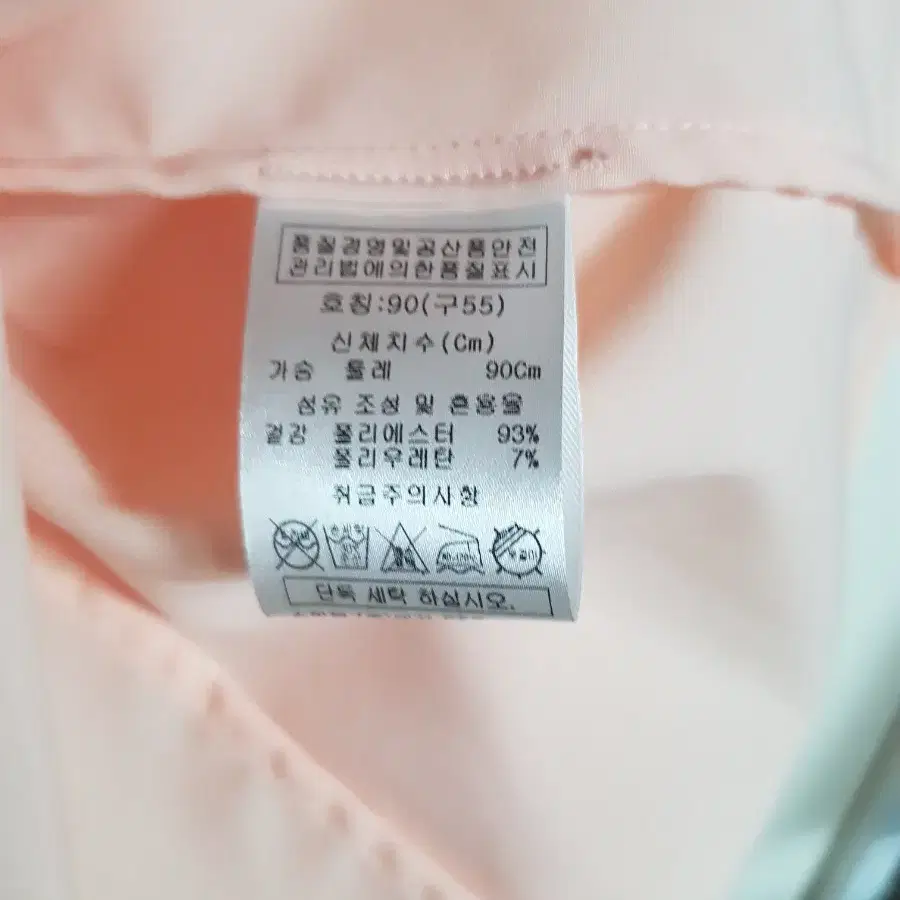 품질경영및공산품안전
관리법에의한품질표시
호칭:90(구55)
신체치수(Cm)
가슴 둘레 90Cm
섬유 조성 및 혼용율
겉감 폴리에스터 93%
폴리우레탄 7%
취급주의사항
단독 세탁 하십시오.